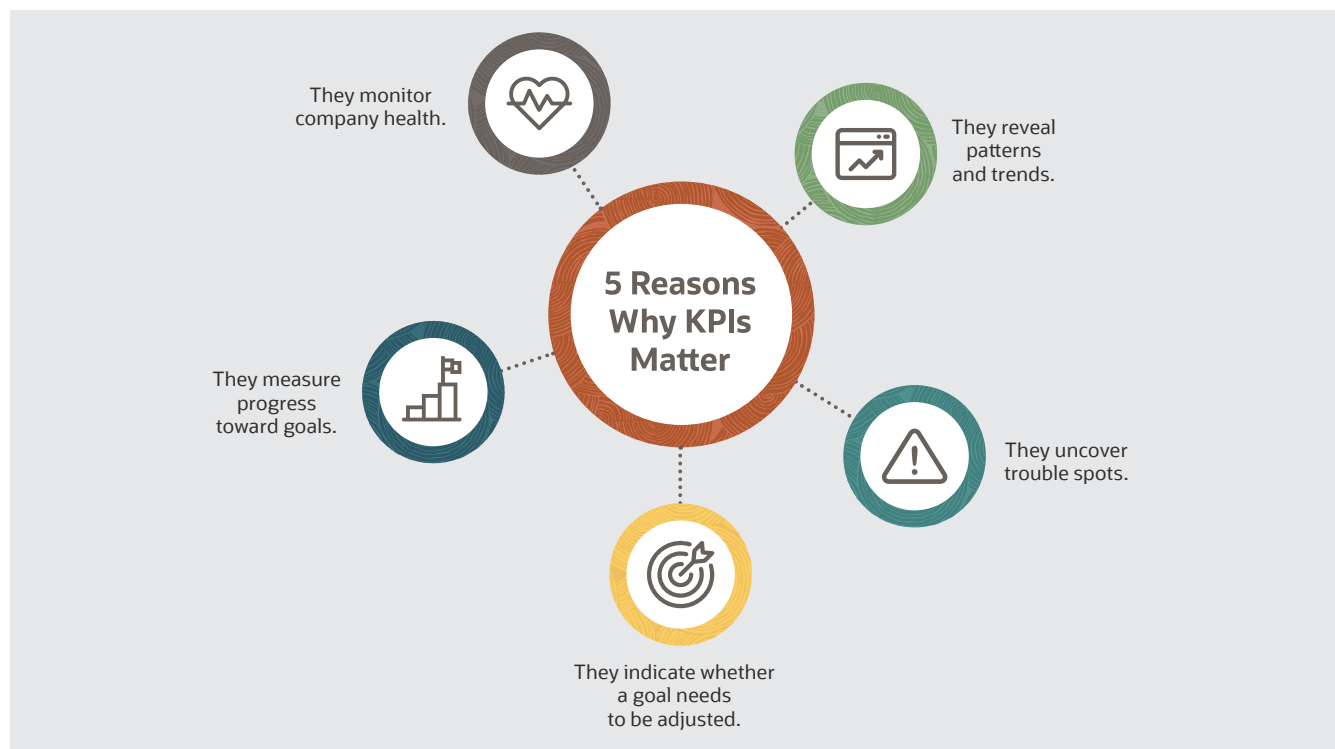 They monitor
company health.
They reveal
patterns
and trends.
5 Reasons
Why KPIs
Matter
They measure
progress
toward goals.
They uncover
trouble spots.
They indicate whether
a goal needs
to be adjusted.